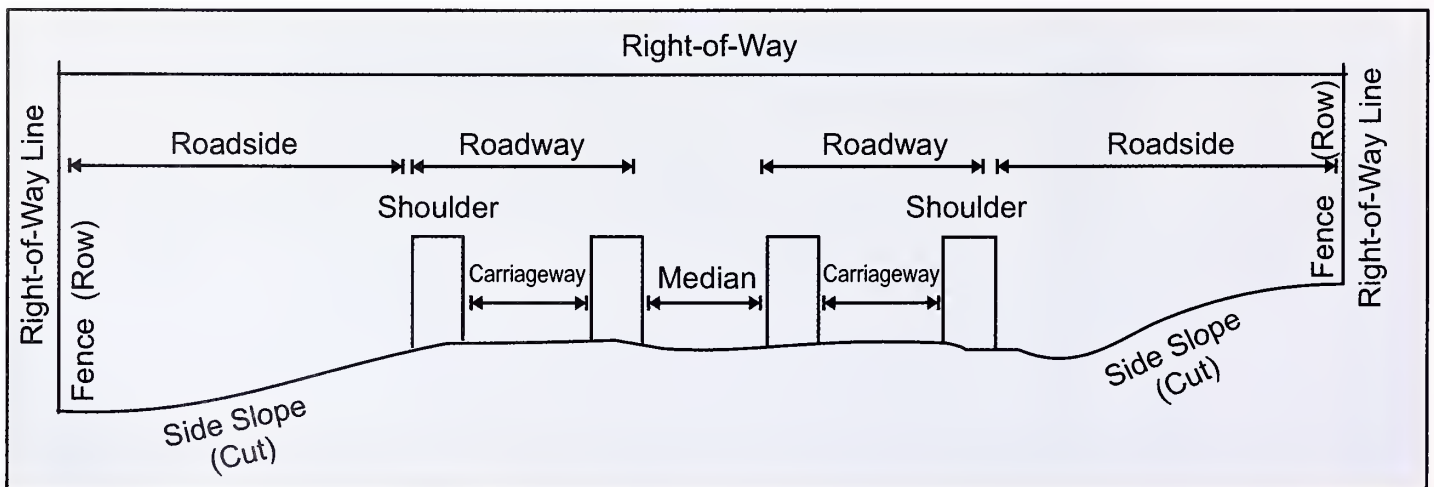 Right-of-Way
Right-of-Way Line
Fence (Row)
Roadside
Roadway
Roadway
Roadside
Fence (Row)
Right-of-Way Line
Shoulder
Shoulder
Carriageway
Median
Carriageway
Side Slope
(Cut)
Side Slope
(Cut)